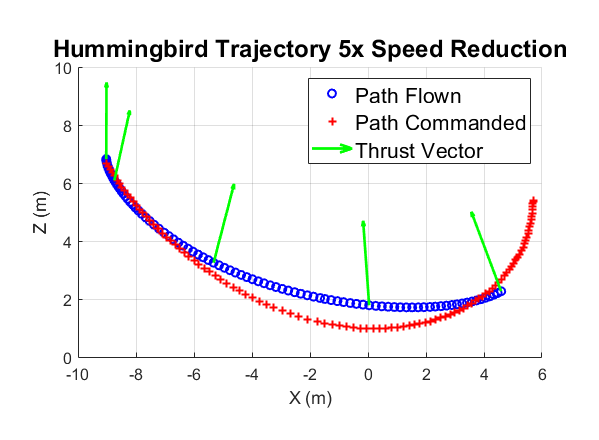 Hummingbird Trajectory 5x Speed Reduction
10
8
6
4
2
0
Z (m)
Path Flown
Path Commanded
Thrust Vector
-10 -8 -6 -4 -2 0 2 4 6
X (m)